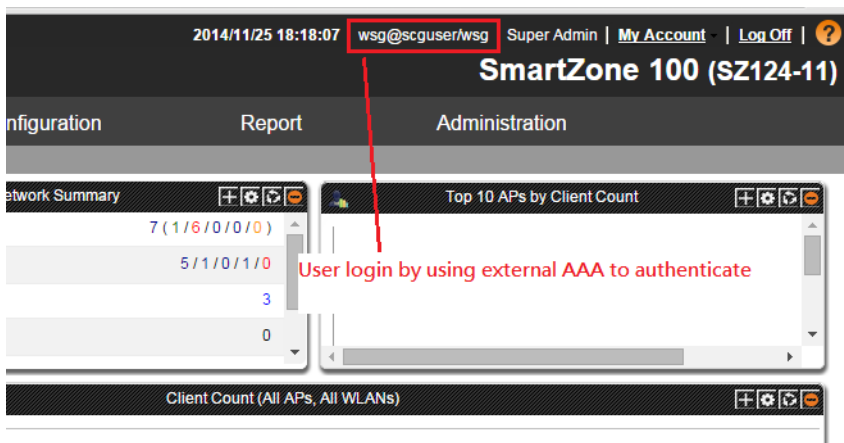 2014/11/25 18:18:07 wsg@scguser/wsg Super Admin | My Account | Log Off | ?
SmartZone 100 (SZ124-11)
nfiguration Report Administration
etwork Summary
Top 10 APs by Client Count
7 ( 1 / 6 / 0 / 0 / 0 )
5 / 1 / 0 / 1 / 0
User login by using external AAA to authenticate
3
0
Client Count (All APs, All WLANs)